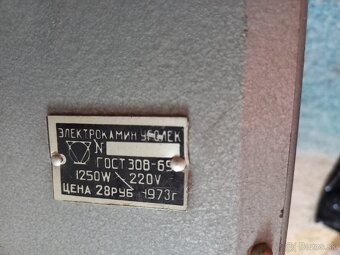 ЭЛЕКТРОКАМИН УГОЛЕК
N
ГОСТ 308-69
1250W 220V
ЦЕНА 28РУБ 1973г